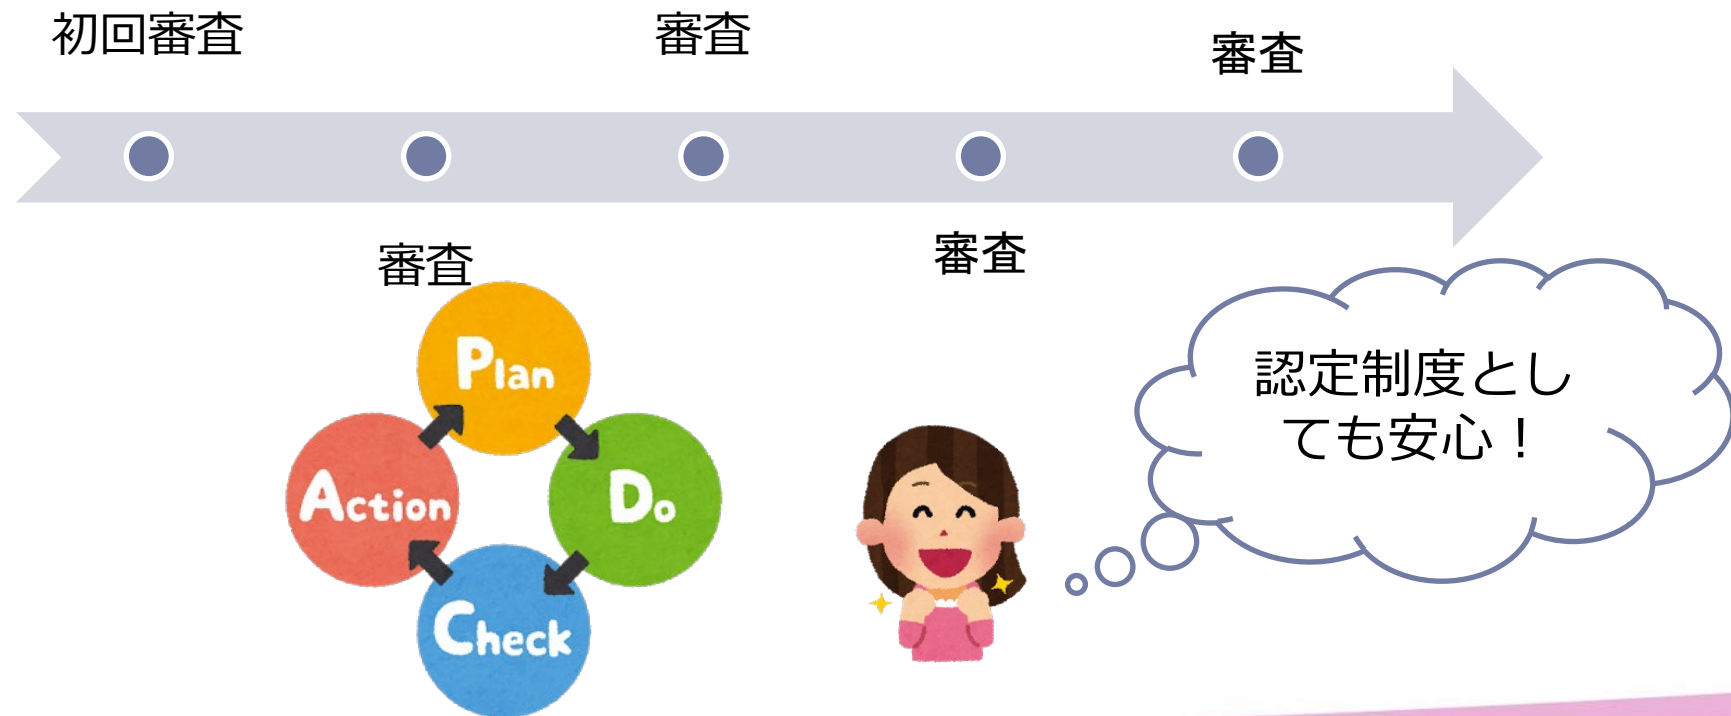 初回審査
審査
審査
審査
審査
Plan
Action
Do
Check
認定制度とし
ても安心！